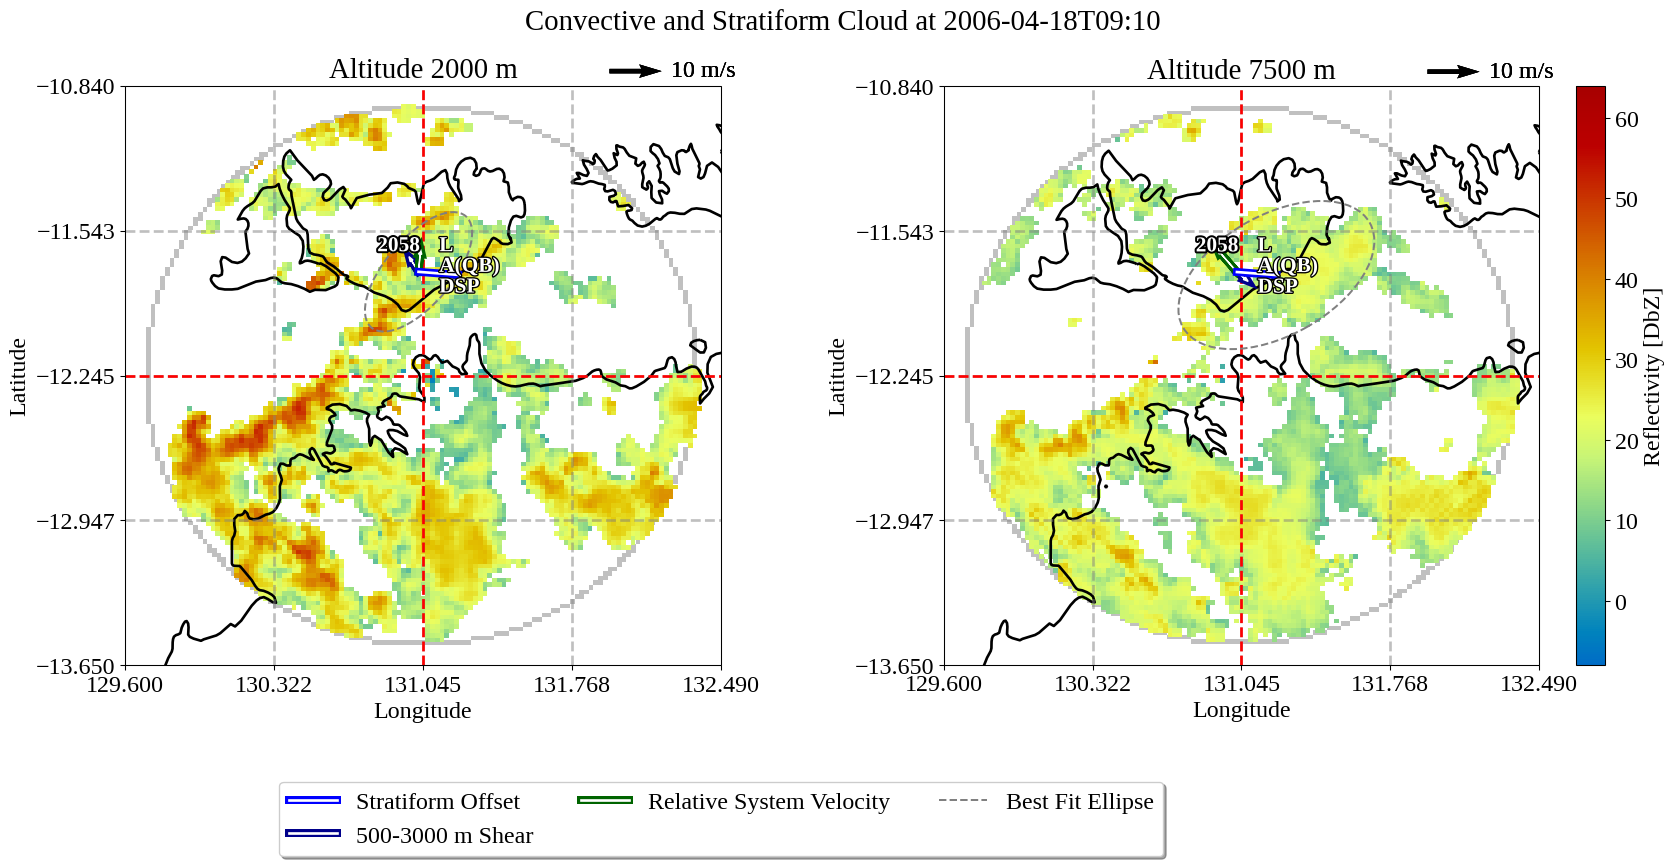 Convective and Stratiform Cloud at 2006-04-18T09:10
Altitude 2000 m
10 m/s
Altitude 7500 m
10 m/s
−10.840
−11.543
−12.245
−12.947
−13.650
Latitude
129.600
130.322
131.045
131.768
132.490
Longitude
2058
L
A(QB)
DSP
−10.840
−11.543
−12.245
−12.947
−13.650
Latitude
129.600
130.322
131.045
131.768
132.490
Longitude
2058
L
A(QB)
DSP
60
50
40
30
20
10
0
Reflectivity [DbZ]
Stratiform Offset
500-3000 m Shear
Relative System Velocity
Best Fit Ellipse